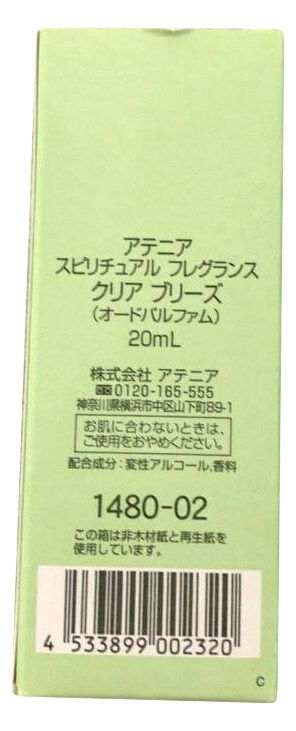 アテニア
スピリチュアル フレグランス
クリア ブリーズ
(オードパルファム)
20mL
株式会社 アテニア
0120-165-555
神奈川県横浜市中区山下町89-1
お肌に合わないときは、
ご使用をおやめください。
配合成分:変性アルコール,香料
1480-02
この箱は非木材紙と再生紙を
使用しています。
4 533899 002320
C